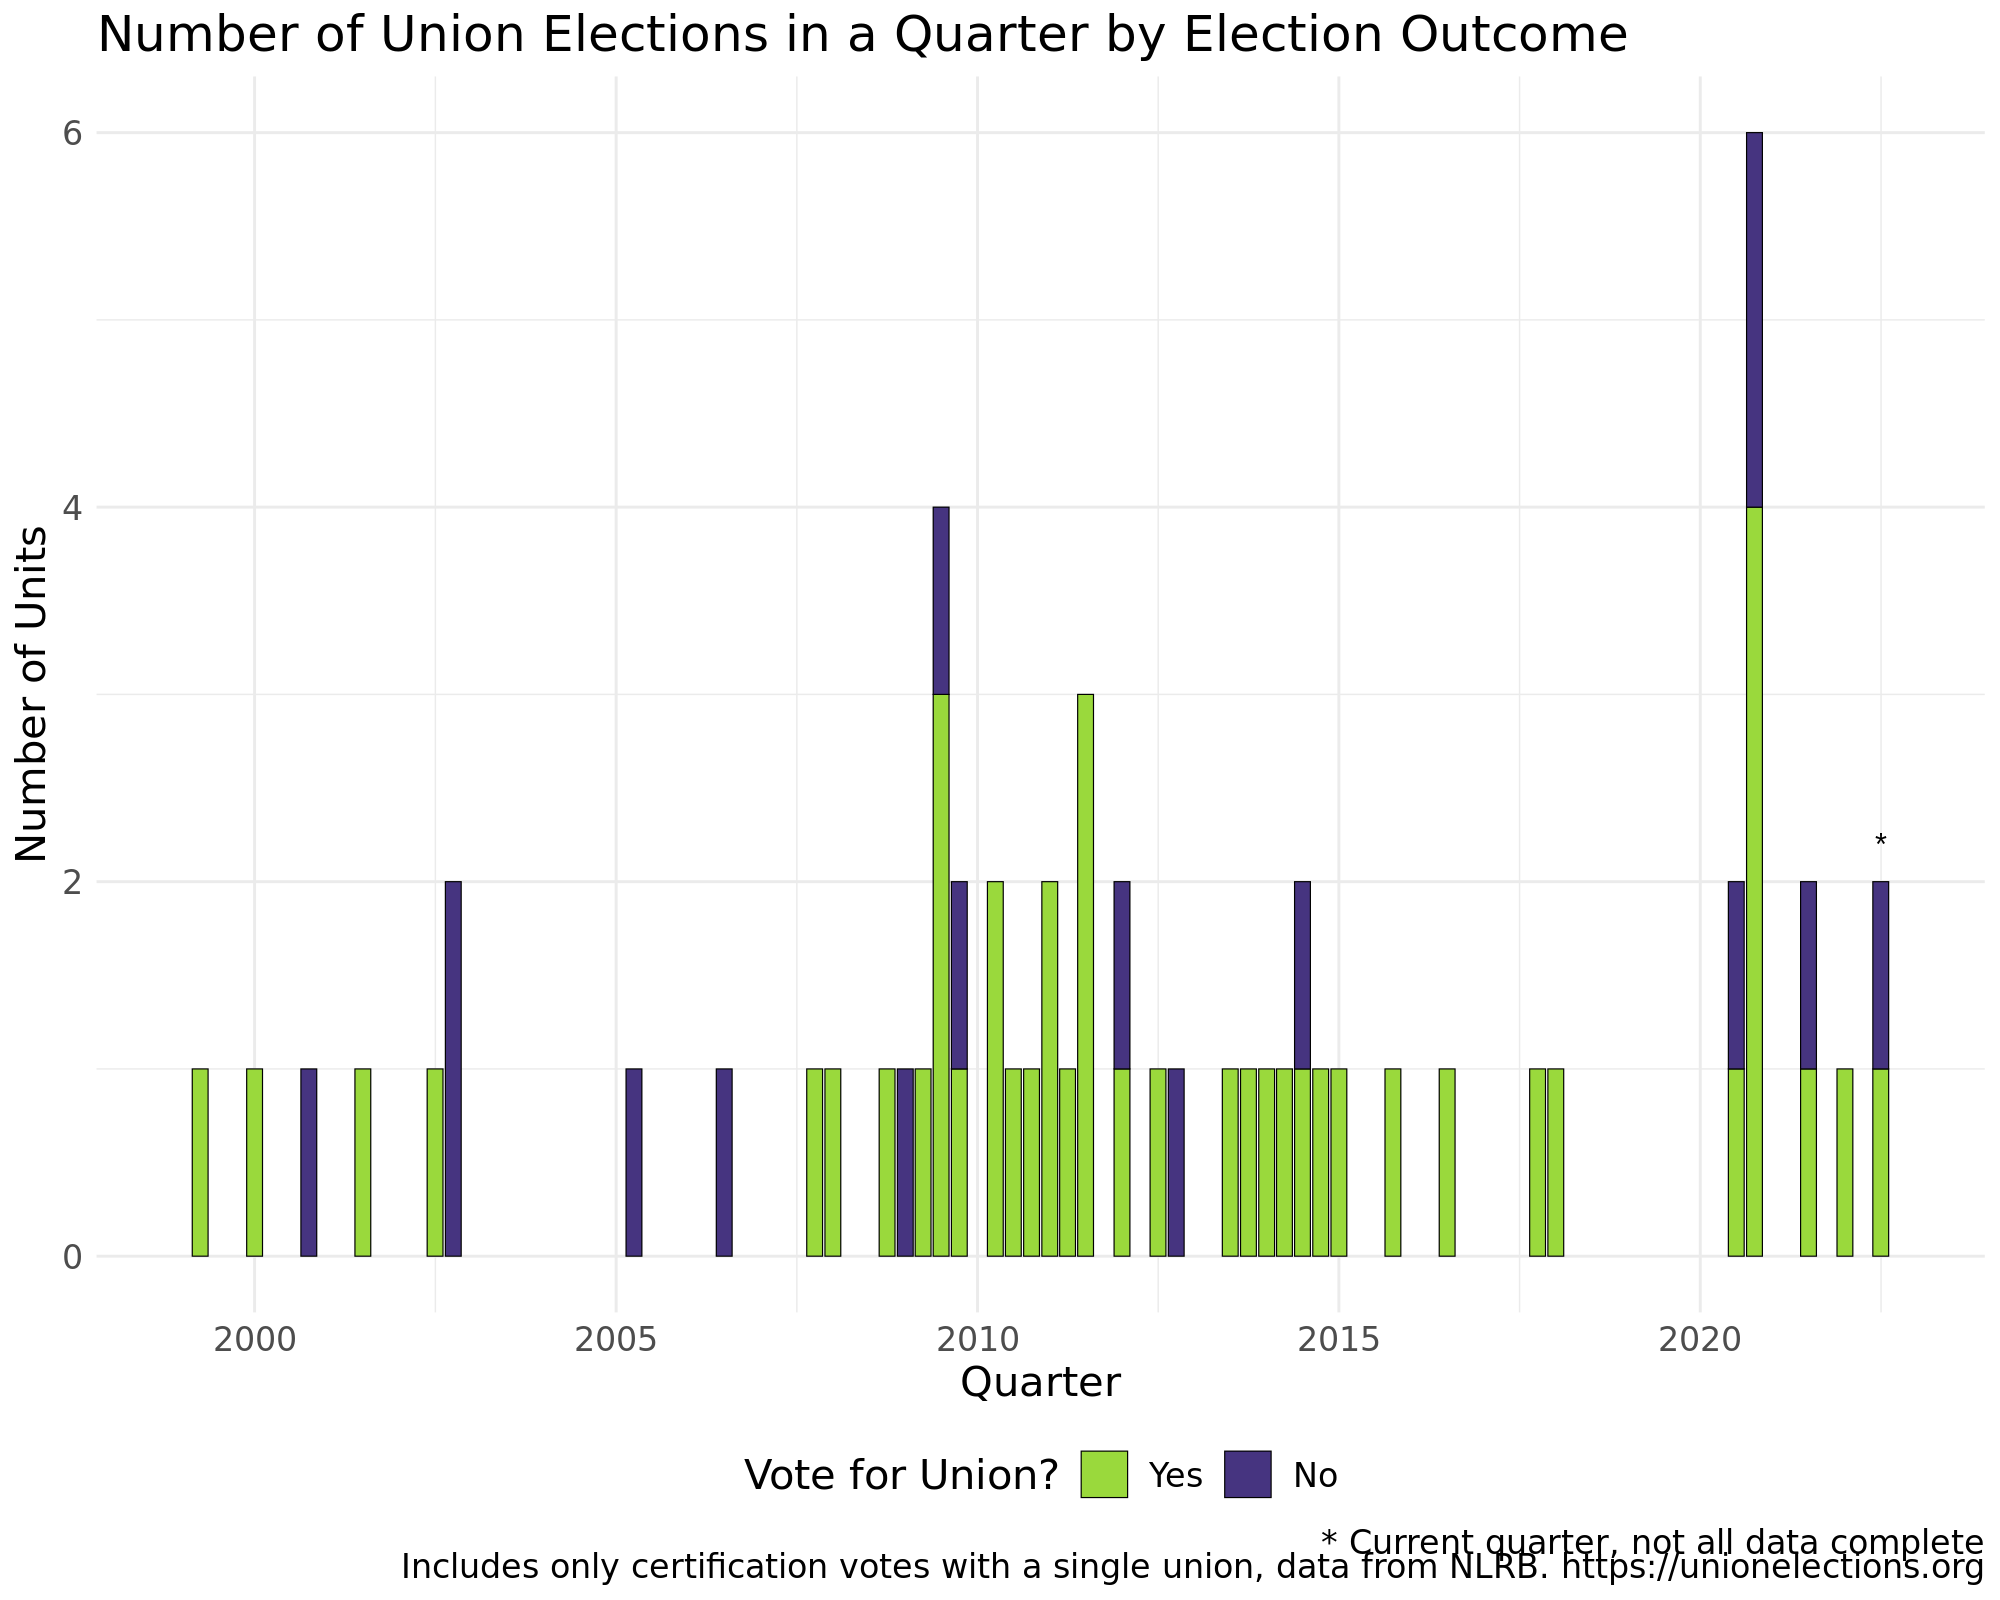 Number of Union Elections in a Quarter by Election Outcome
6
4
2
0
Number of Units
*
2000 2005 2010 2015 2020
Quarter
Vote for Union? Yes No
* Current quarter, not all data complete
Includes only certification votes with a single union, data from NLRB. https://unionelections.org